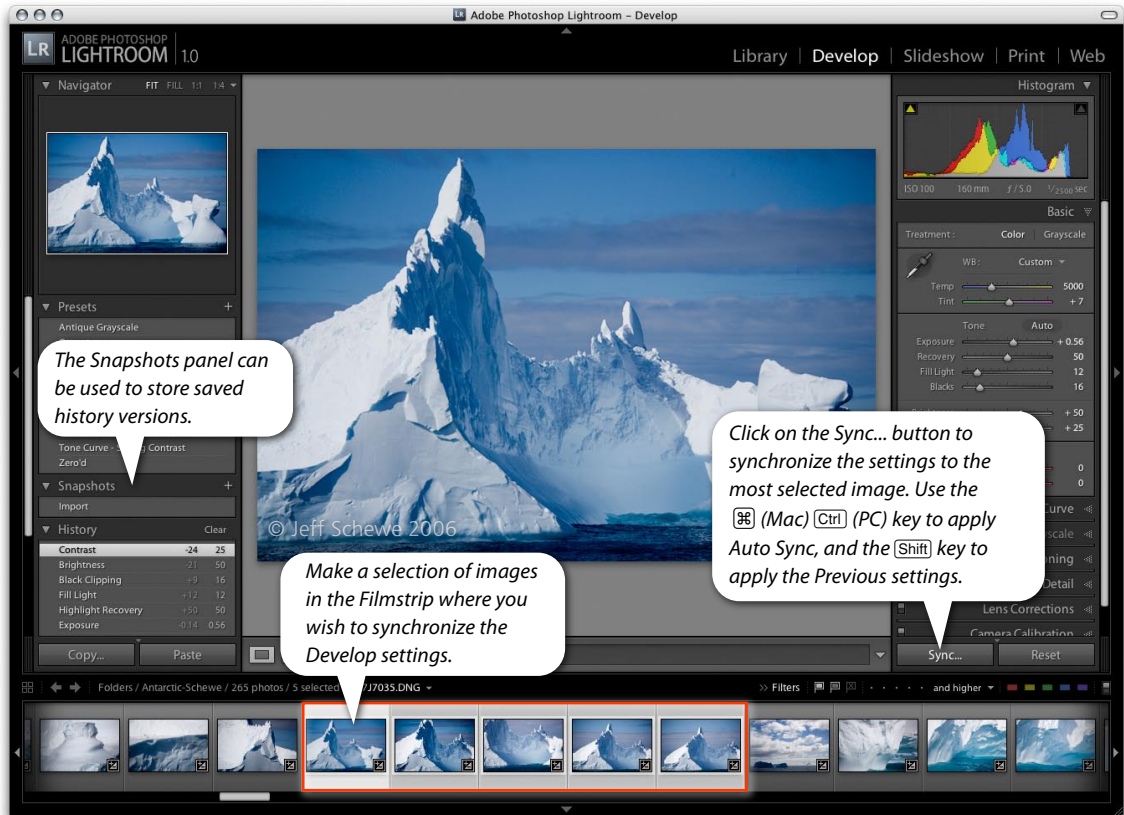 Adobe Photoshop Lightroom – Develop
LR ADOBE PHOTOSHOP
LIGHTROOM 1.0
Library | Develop | Slideshow | Print | Web
Navigator FIT FILL 1:1 1:4
Histogram
ISO 100 160 mm ƒ / 5.0 1/2500 sec
Basic
Treatment : Color Grayscale
WB : Custom
Temp 5000
Tint + 7
Tone Auto
Exposure + 0.56
Recovery 50
Fill Light 12
Blacks 16
+ 50
+ 25
0
0
Curve
Detail
Lens Corrections
Camera Calibration
Sync... Reset
Presets +
Antique Grayscale
The Snapshots panel can
be used to store saved
history versions.
Tone Curve - Contrast
Zero'd
Snapshots +
Import
History Clear
Contrast -24 25
Brightness -21 50
Black Clipping +9 16
Fill Light +12 12
Highlight Recovery +50 50
Exposure -0.14 0.56
Copy... Paste
© Jeff Schewe 2006
Make a selection of images
in the Filmstrip where you
wish to synchronize the
Develop settings.
Click on the Sync... button to
synchronize the settings to the
most selected image. Use the
⌘ (Mac) Ctrl (PC) key to apply
Auto Sync, and the Shift key to
apply the Previous settings.
Folders / Antarctic-Schewe / 265 photos / 5 selected J7035.DNG
>> Filters and higher